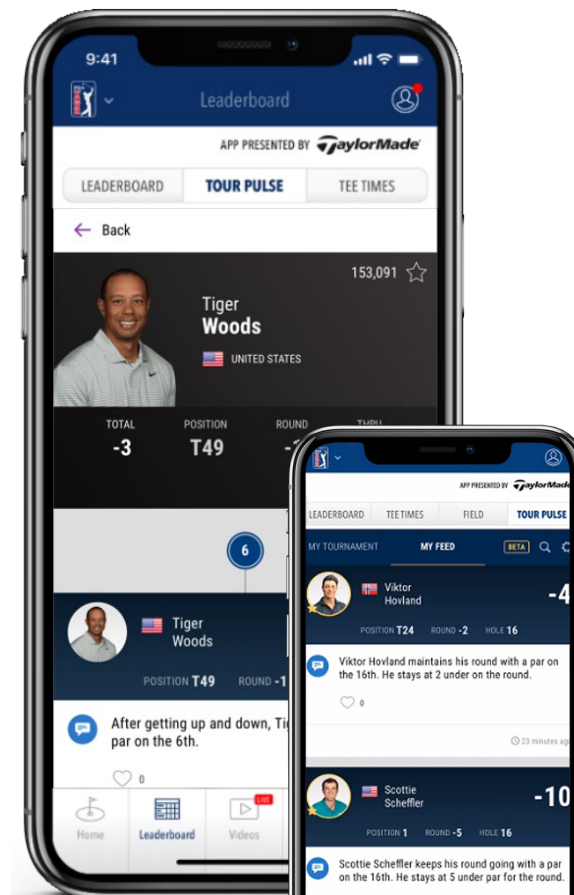 9:41
Leaderboard
APP PRESENTED BY TaylorMade
LEADERBOARD TOUR PULSE TEE TIMES
Back
153,091
Tiger
Woods
UNITED STATES
TOTAL POSITION ROUND THRU
-3 T49
6
Tiger
Woods
POSITION T49 ROUND -1
After getting up and down,
par on the 6th.
0
LIVE
Home Leaderboard Videos
APP PRESENTED BY TaylorMade
LEADERBOARD TEE TIMES FIELD TOUR PULSE
MY TOURNAMENT MY FEED BETA
Viktor
Hovland
-4
POSITION T24 ROUND -2 HOLE 16
Viktor Hovland maintains his round with a par on
the 16th. He stays at 2 under on the round.
0
23 minutes ago
Scottie
Scheffler
-10
POSITION 1 ROUND -5 HOLE 16
Scottie Scheffler keeps his round going with a par
on the 16th. He stays at 5 under par for the round.